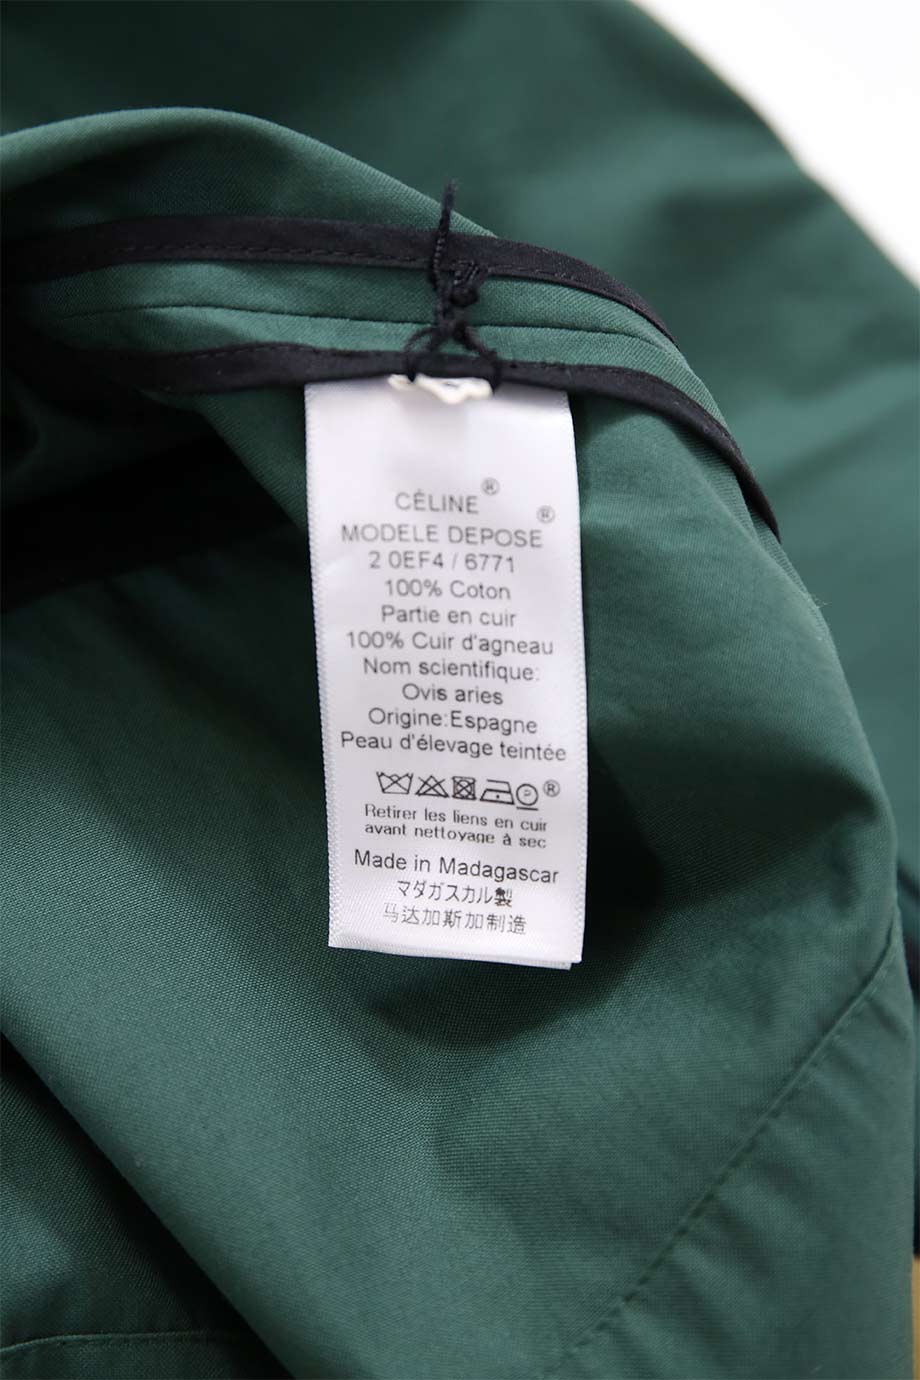 CÉLINE®
MODELE DEPOSE®
2 0EF4 / 6771
100% Coton
Partie en cuir
100% Cuir d'agneau
Nom scientifique:
Ovis aries
Origine:Espagne
Peau d'élevage teintée
P ®
Retirer les liens en cuir
avant nettoyage à sec
Made in Madagascar
マダガスカル製
马达加斯加制造